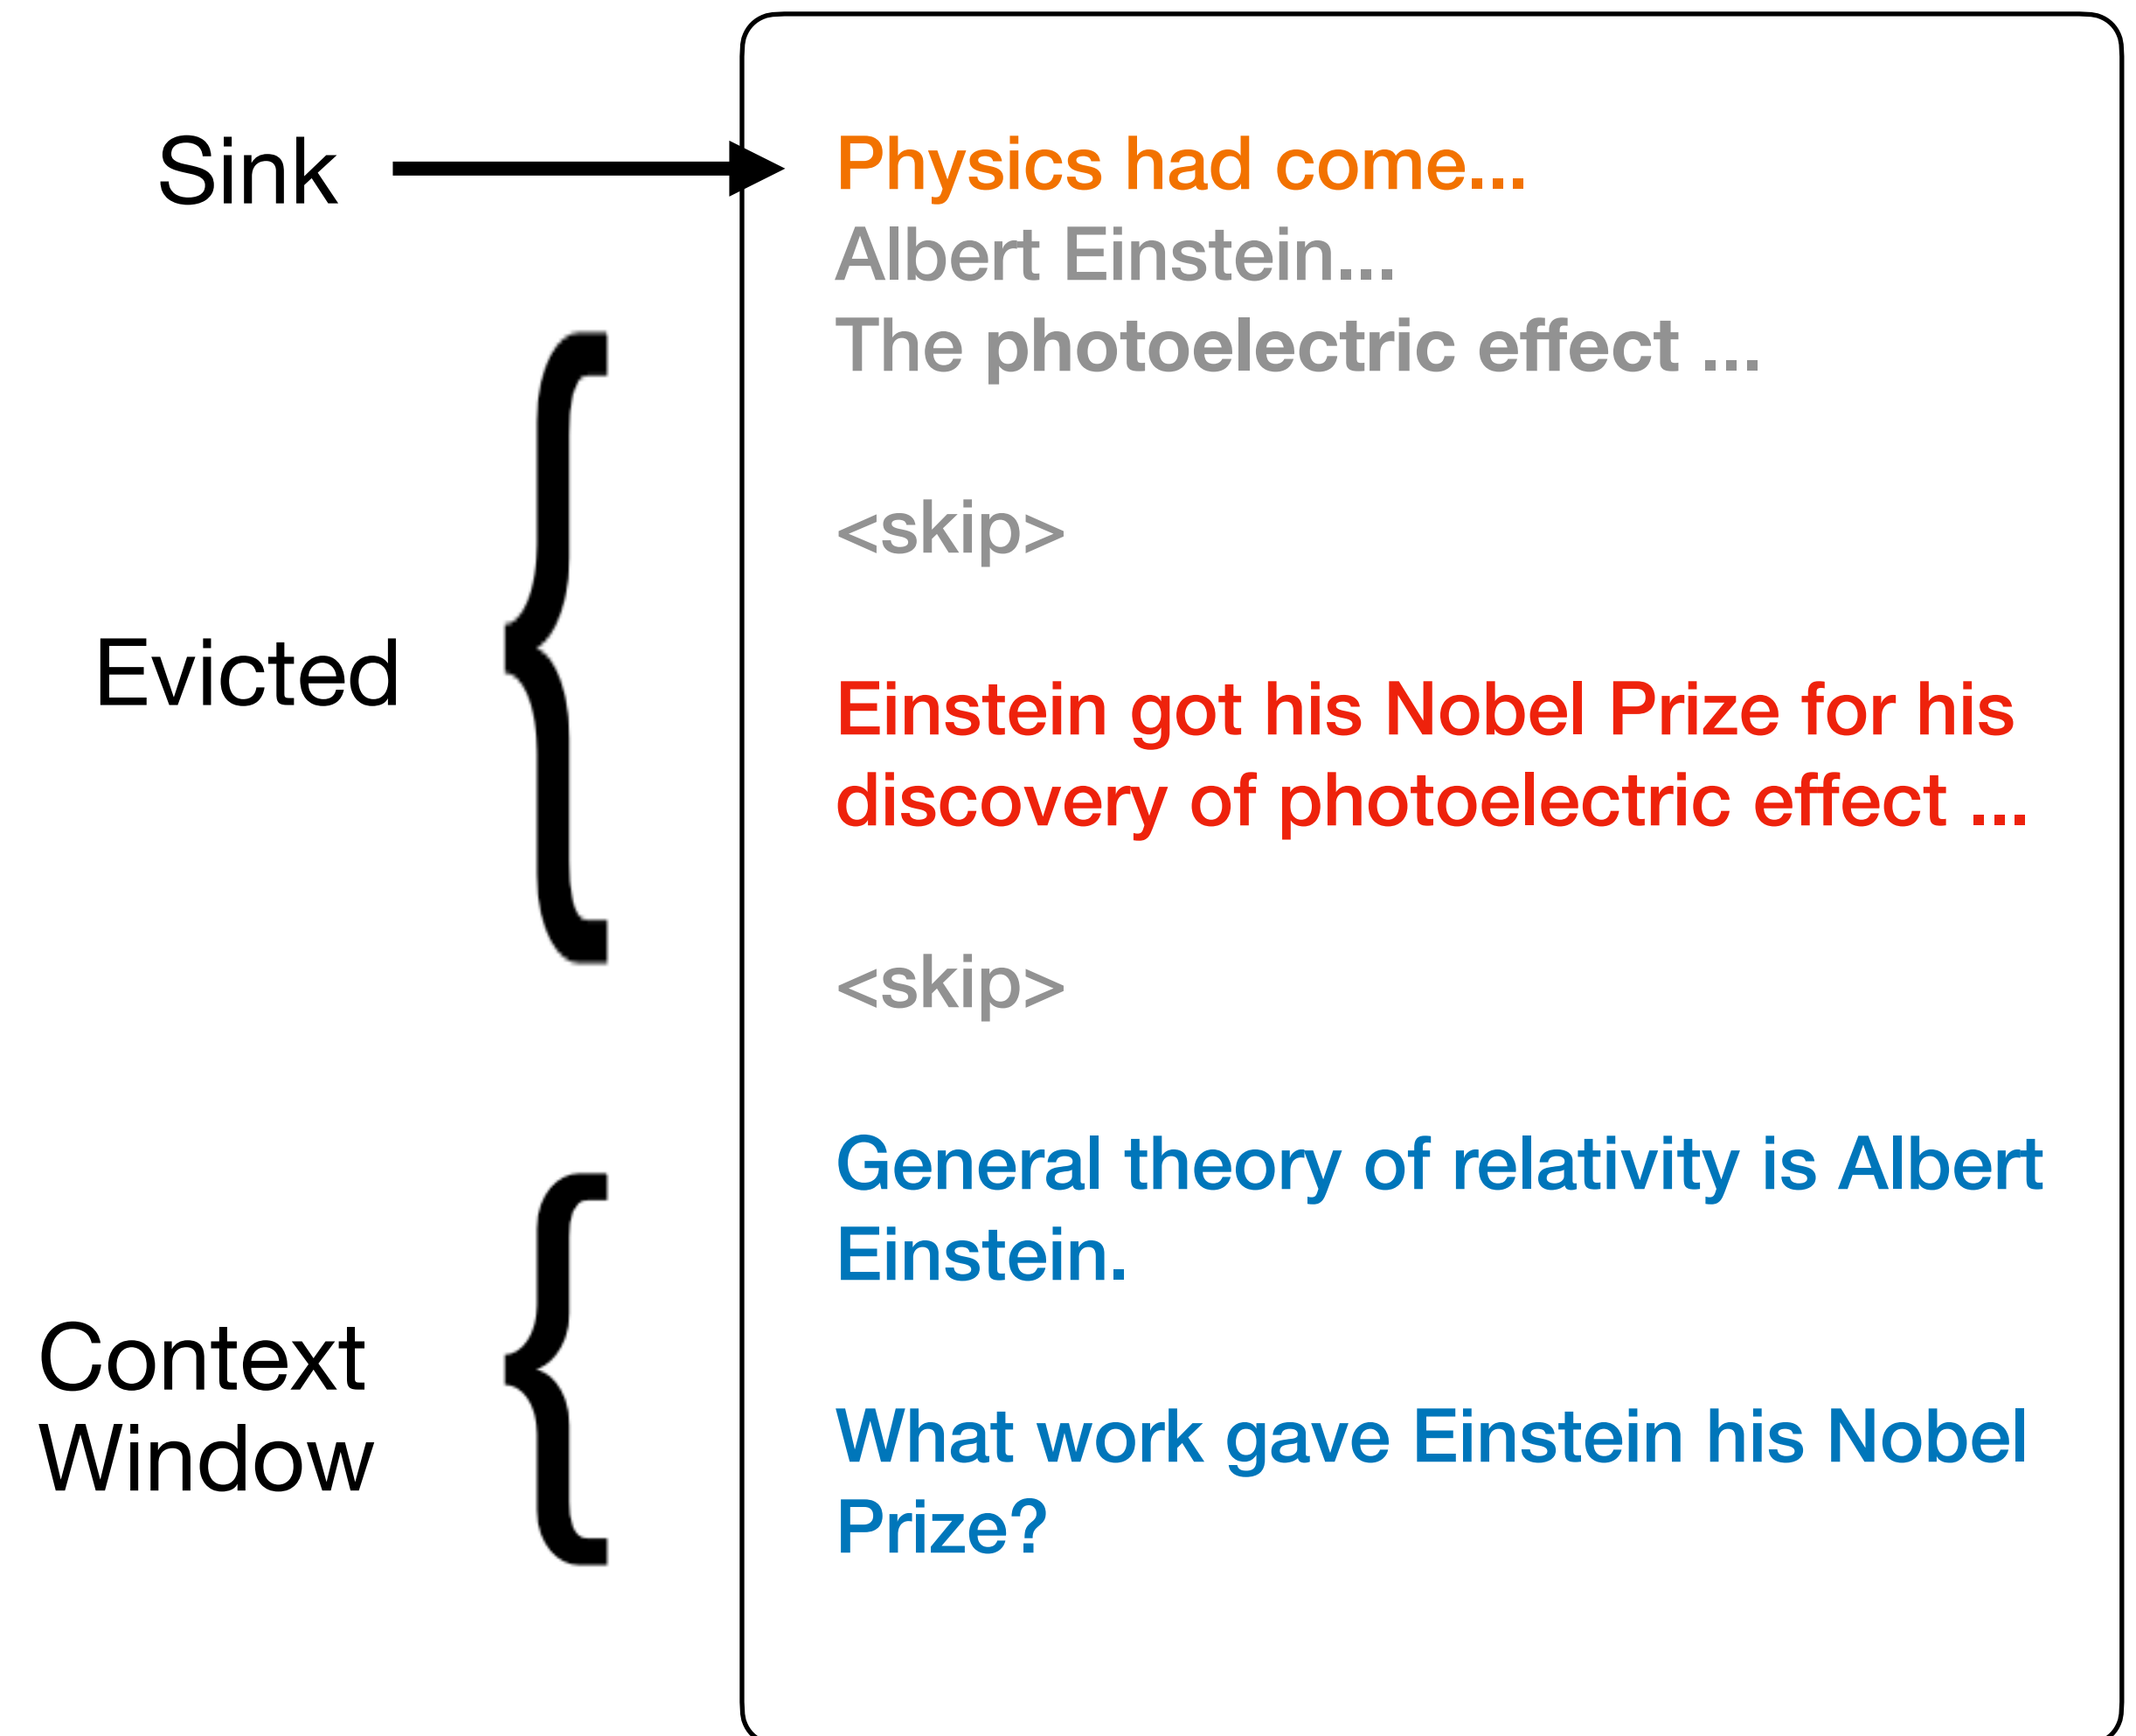 Sink
Physics had come...
Albert Einstein...
The photoelectric effect ...
<skip>
Evicted
Einstein got his Nobel Prize for his
discovery of photoelectric effect ...
<skip>
General theory of relativity is Albert
Einstein.
Context
Window
What work gave Einstein his Nobel
Prize?